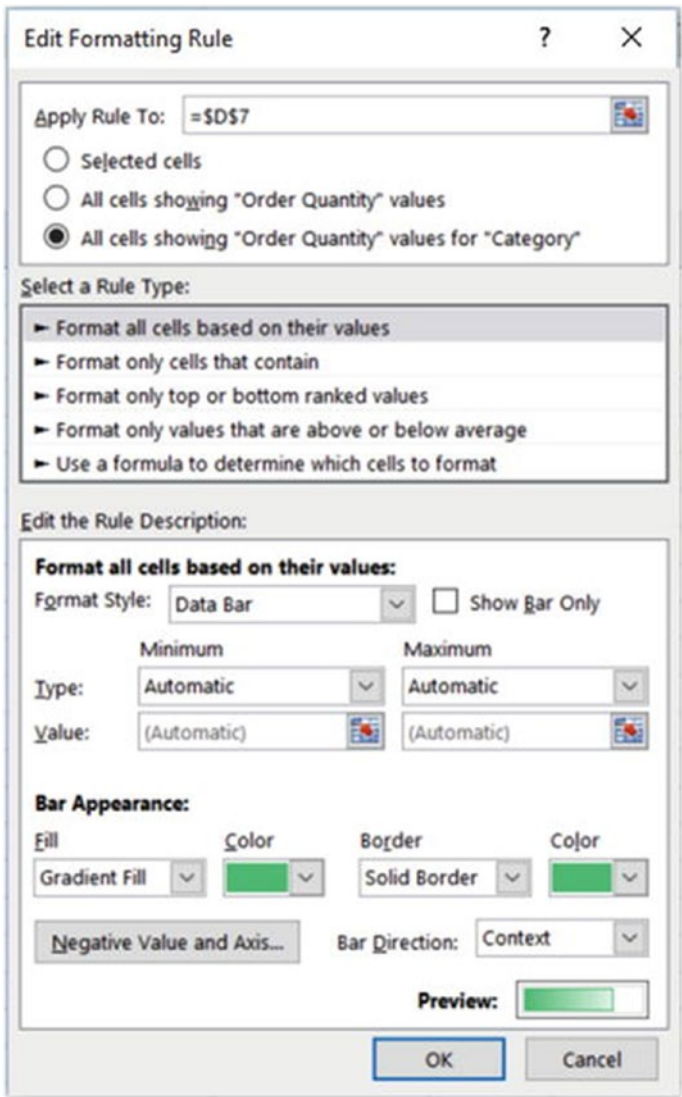 Edit Formatting Rule ? ×
Apply Rule To: =$D$7
Selected cells
All cells showing "Order Quantity" values
All cells showing "Order Quantity" values for "Category"
Select a Rule Type:
► Format all cells based on their values
► Format only cells that contain
► Format only top or bottom ranked values
► Format only values that are above or below average
► Use a formula to determine which cells to format
Edit the Rule Description:
Format all cells based on their values:
Format Style: Data Bar Show Bar Only
Minimum Maximum
Type: Automatic Automatic
Value: (Automatic) (Automatic)
Bar Appearance:
Fill Color Border Color
Gradient Fill Solid Border
Negative Value and Axis... Bar Direction: Context
Preview:
OK Cancel